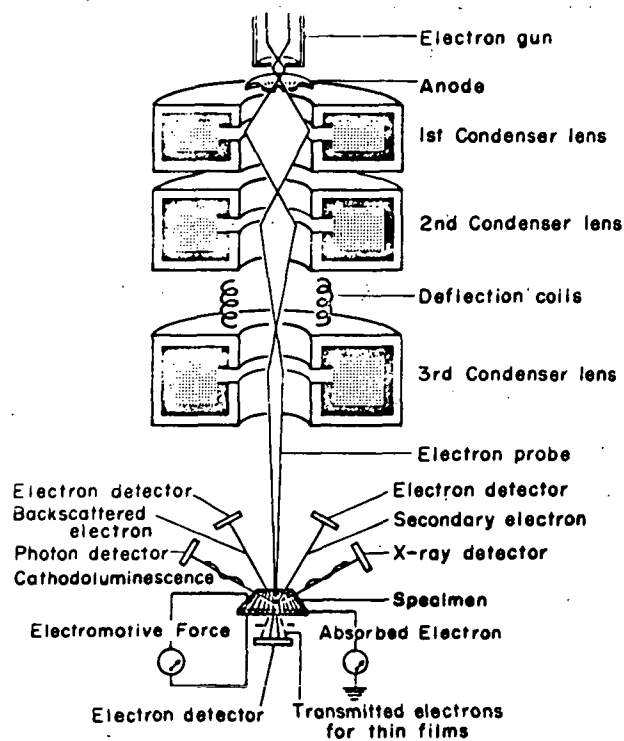 Electron gun
Anode
1st Condenser lens
2nd Condenser lens
Deflection coils
3rd Condenser lens
Electron probe
Electron detector
Backscattered
electron
Photon detector
Cathodoluminescence
Electron detector
Secondary electron
X-ray detector
Specimen
Electromotive Force
Absorbed Electron
Electron detector
Transmitted electrons
for thin films